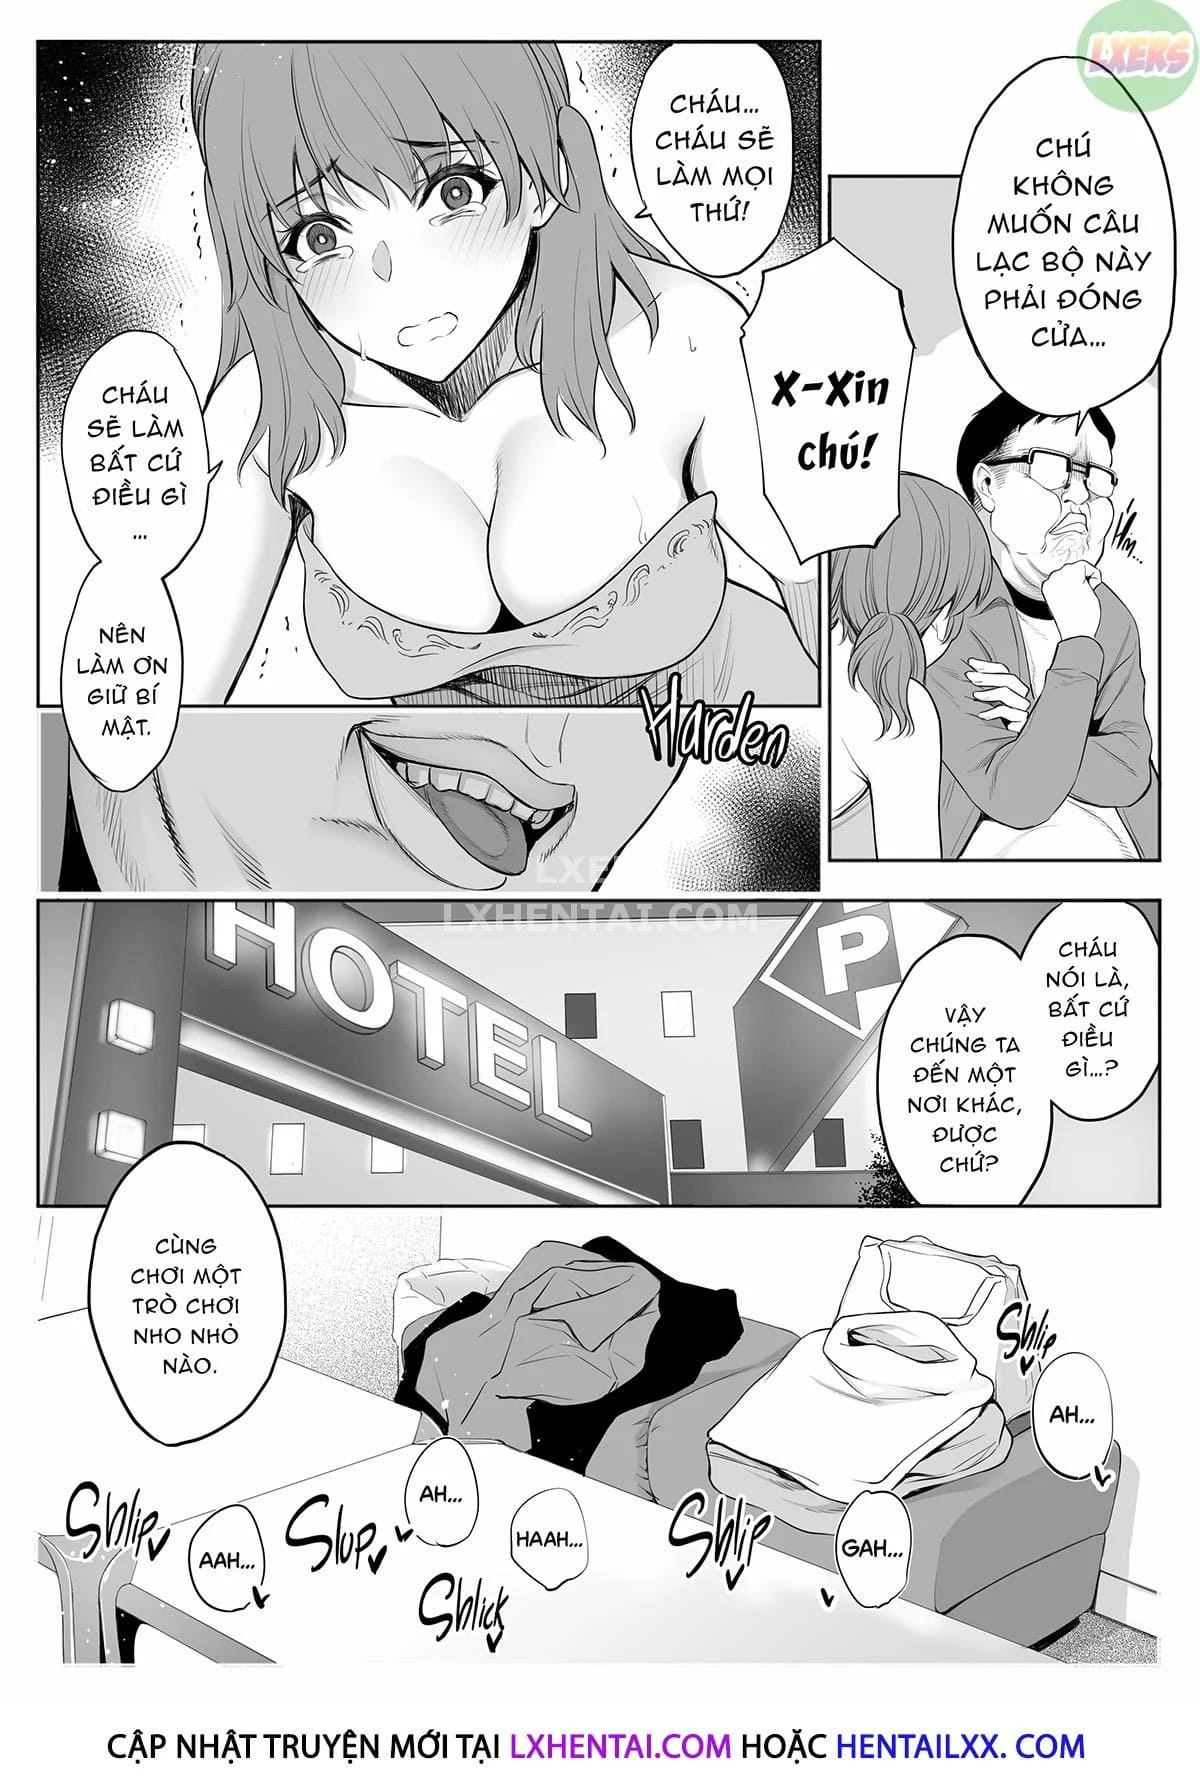 CHÚ
KHÔNG
MUỐN CÂU
LẠC BỘ NÀY
PHẢI ĐÓNG
CỬA...
Hm...
X-Xin
chú!
CHÁU...
CHÁU SẼ
LÀM MỌI
THỨ!
CHÁU
SẼ LÀM
BẤT CỨ
ĐIỀU GÌ
...
NÊN
LÀM ƠN
GIỮ BÍ
MẬT.
Harden
LXHENTAI.COM
CHÁU
NÓI LÀ,
BẤT CỨ
ĐIỀU
GÌ...?
VẬY
CHÚNG TA
ĐẾN MỘT
NƠI KHÁC,
ĐƯỢC
CHỨ?
HOTEL
P
CÙNG
CHƠI MỘT
TRÒ CHƠI
NHO NHỎ
NÀO.
Shlip
AH...
Shlip
GAH...
HAAH...
AH...
Shlick
Slup
AAH...
Shlip
LXERS
CẬP NHẬT TRUYỆN MỚI TẠI LXHENTAI.COM HOẶC HENTAILXX. COM